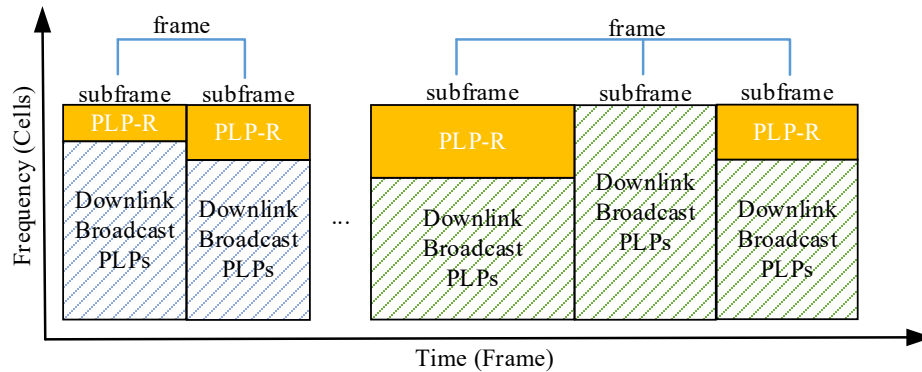 frame
frame
subframe
subframe
subframe
subframe
subframe
PLP-R
PLP-R
PLP-R
PLP-R
Downlink
Broadcast
PLPs
Downlink
Broadcast
PLPs
...
Downlink
Broadcast
PLPs
Downlink
Broadcast
PLPs
Downlink
Broadcast
PLPs
Frequency (Cells)
Time (Frame)